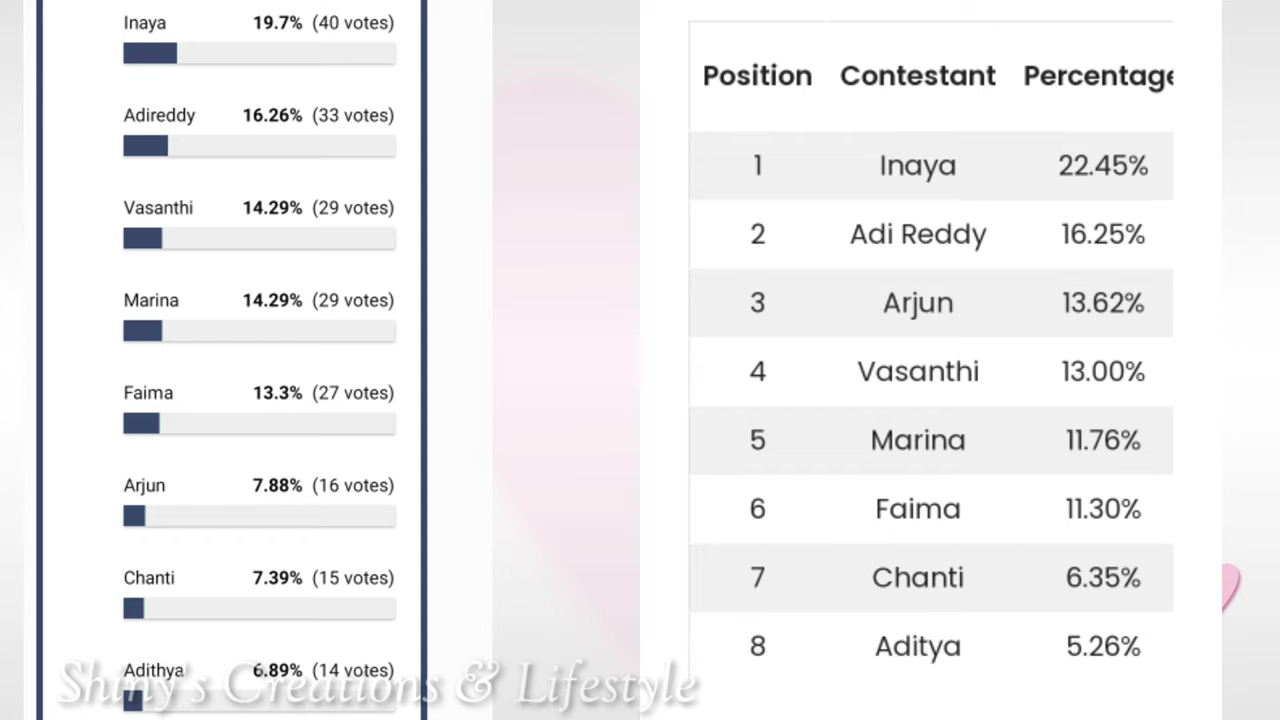 Inaya 19.7% (40 votes)
Adireddy 16.26% (33 votes)
Vasanthi 14.29% (29 votes)
Marina 14.29% (29 votes)
Faima 13.3% (27 votes)
Arjun 7.88% (16 votes)
Chanti 7.39% (15 votes)
Adithya 6.89% (14 votes)
Shiny's Creations & Lifestyle
Position Contestant Percentage
1 Inaya 22.45%
2 Adi Reddy 16.25%
3 Arjun 13.62%
4 Vasanthi 13.00%
5 Marina 11.76%
6 Faima 11.30%
7 Chanti 6.35%
8 Aditya 5.26%